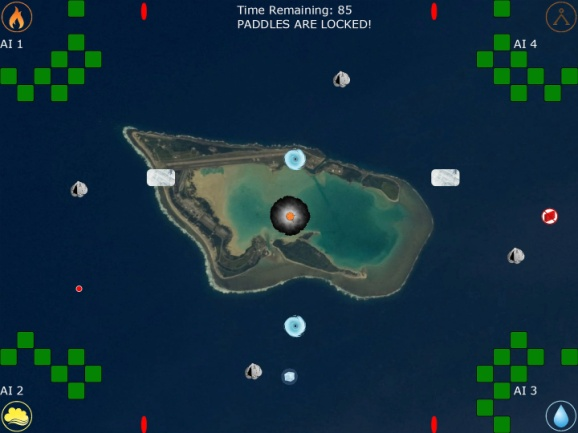 Time Remaining: 85
PADDLES ARE LOCKED!
AI 1
AI 4
AI 2
AI 3